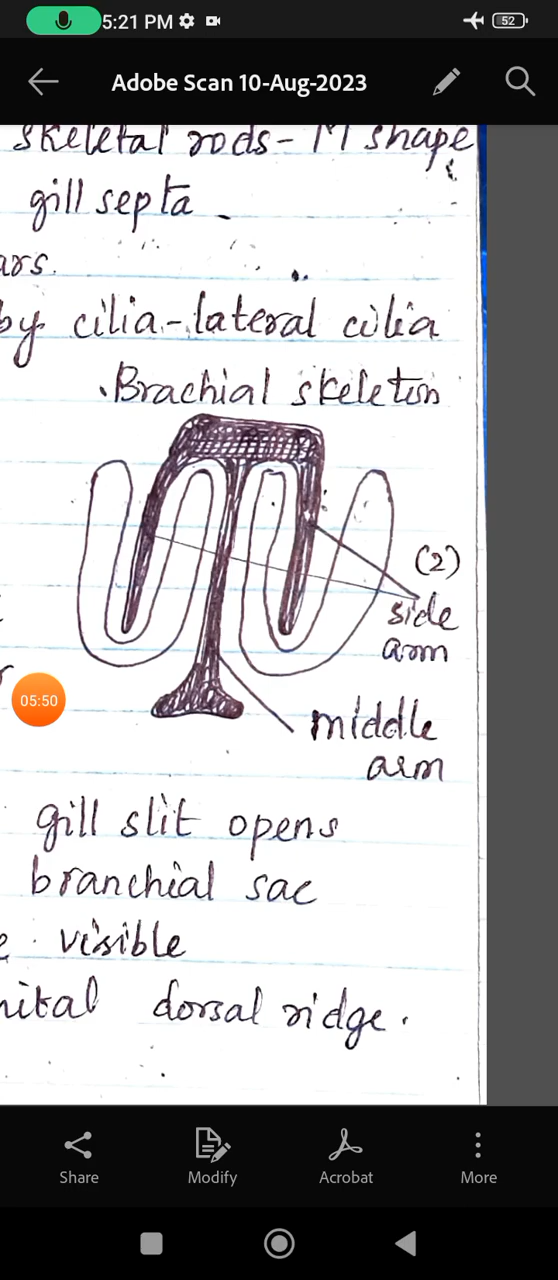 5:21 PM
52
Adobe Scan 10-Aug-2023
skeletal rods - M shape
gill septa
ars.
by cilia - lateral cilia
Brachial skeleton
(2)
side
arm
05:50
middle
arm
gill slit opens
branchial sac
visible
nital dorsal ridge.
Share
Modify
Acrobat
More